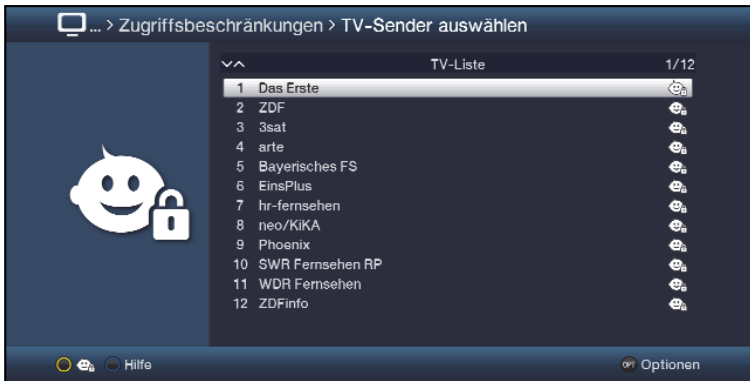 ... > Zugriffsbeschränkungen > TV-Sender auswählen
TV-Liste 1/12
1 Das Erste
2 ZDF
3 3sat
4 arte
5 Bayerisches FS
6 EinsPlus
7 hr-fernsehen
8 neo/KiKA
9 Phoenix
10 SWR Fernsehen RP
11 WDR Fernsehen
12 ZDFinfo
Hilfe OPT Optionen